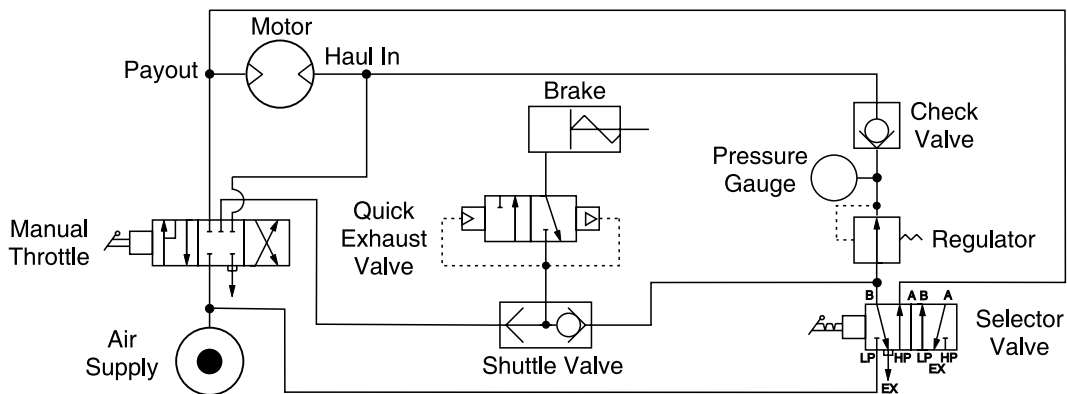 Motor
Payout
Haul In
Brake
Check
Valve
Pressure
Gauge
Manual
Throttle
Quick
Exhaust
Valve
Regulator
B A B A
Air
Supply
Shuttle Valve
Selector
Valve
LP HP LP HP
EX
EX